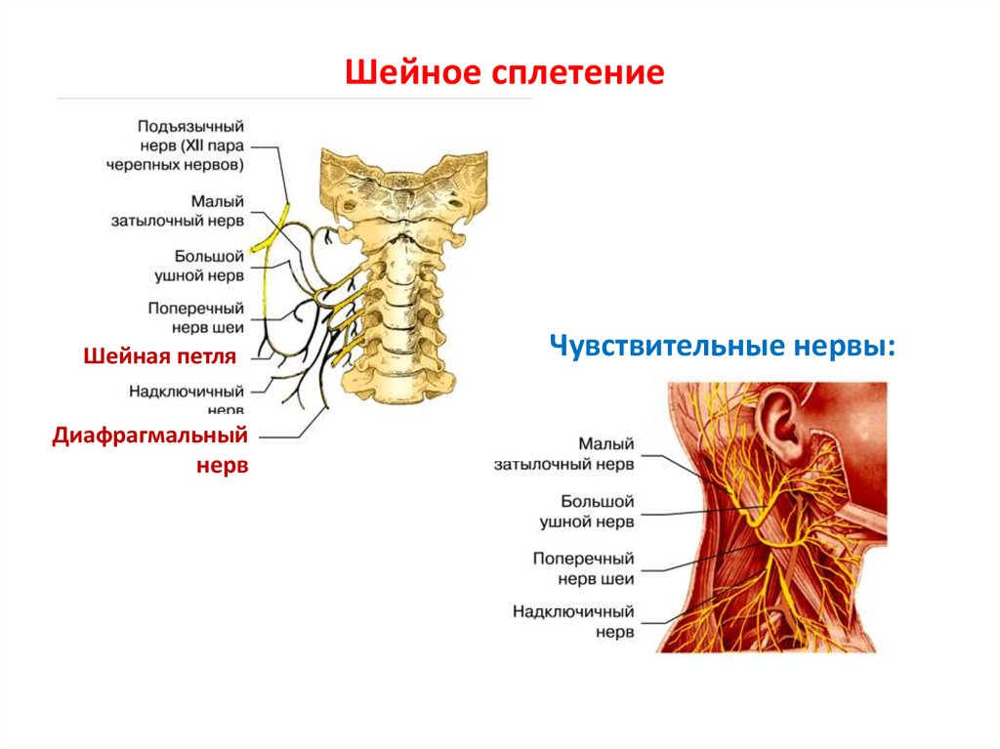 Шейное сплетение
Подъязычный
нерв (XII пара
черепных нервов)
Малый
затылочный нерв
Большой
ушной нерв
Поперечный
нерв шеи
Шейная петля
Надключичный
нерв
Диафрагмальный
нерв
Чувствительные нервы:
Малый
затылочный нерв
Большой
ушной нерв
Поперечный
нерв шеи
Надключичный
нерв